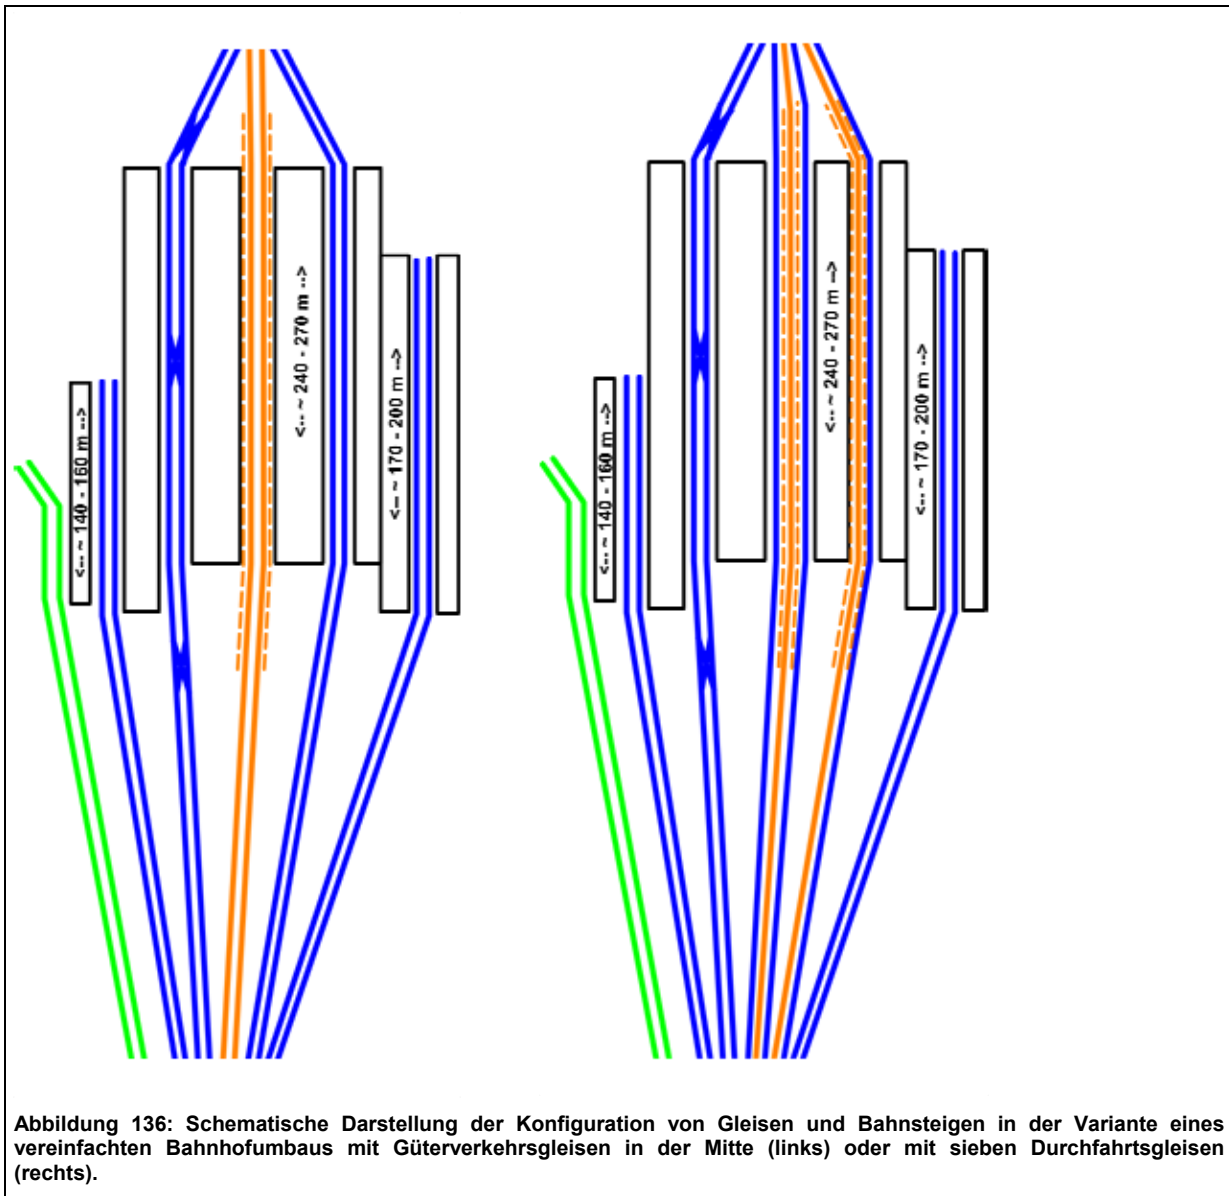 <-- ~ 140 - 160 m -->
<-- ~ 240 - 270 m -->
<-- ~ 170 - 200 m -->
<-- ~ 140 - 160 m -->
<-- ~ 240 - 270 m -->
<-- ~ 170 - 200 m -->
Abbildung 136: Schematische Darstellung der Konfiguration von Gleisen und Bahnsteigen in der Variante eines
vereinfachten Bahnhofumbaus mit Güterverkehrsgleisen in der Mitte (links) oder mit sieben Durchfahrtsgleisen
(rechts).